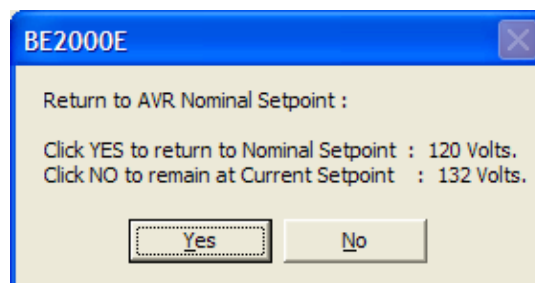 BE2000E
Return to AVR Nominal Setpoint :
Click YES to return to Nominal Setpoint : 120 Volts.
Click NO to remain at Current Setpoint : 132 Volts.
Yes No